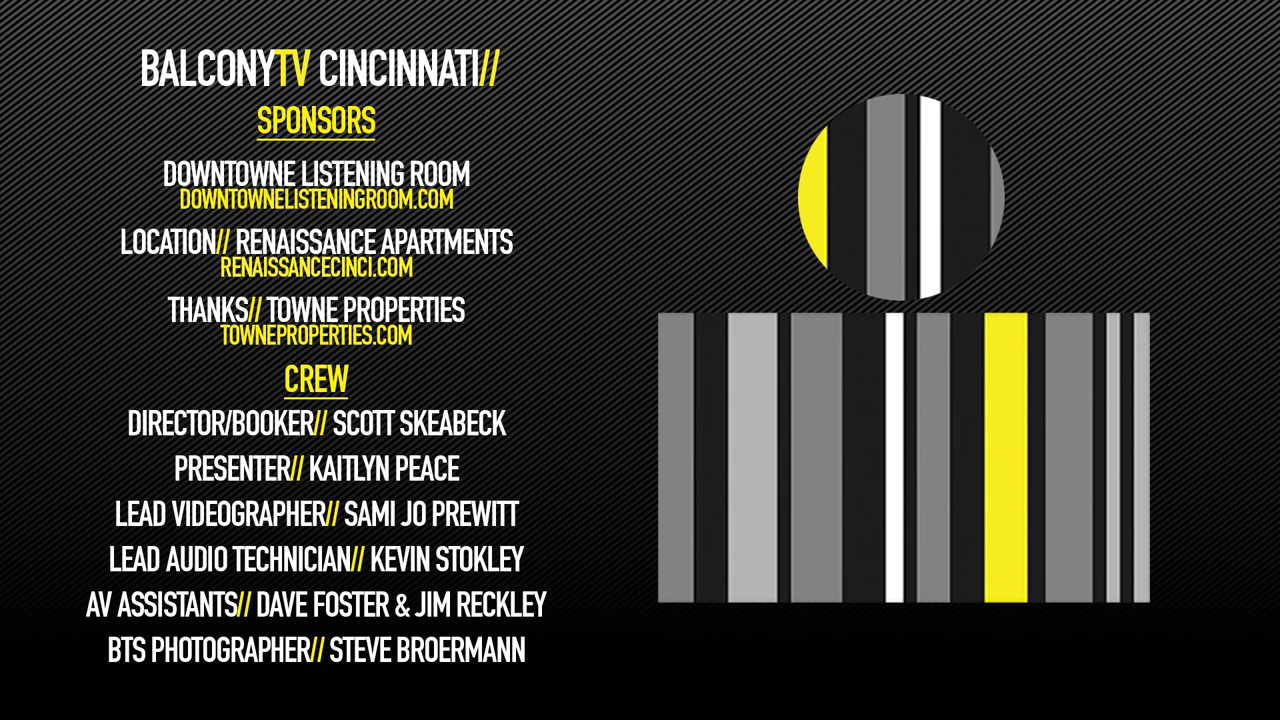 BALCONYTV CINCINNATI//
SPONSORS
DOWNTOWNE LISTENING ROOM
DOWNTOWNELISTENINGROOM.COM
LOCATION// RENAISSANCE APARTMENTS
RENAISSANCECINCI.COM
THANKS// TOWNE PROPERTIES
TOWNEPROPERTIES.COM
CREW
DIRECTOR/BOOKER// SCOTT SKEABECK
PRESENTER// KAITLYN PEACE
LEAD VIDEOGRAPHER// SAMI JO PREWITT
LEAD AUDIO TECHNICIAN// KEVIN STOKLEY
AV ASSISTANTS// DAVE FOSTER & JIM RECKLEY
BTS PHOTOGRAPHER// STEVE BROERMANN